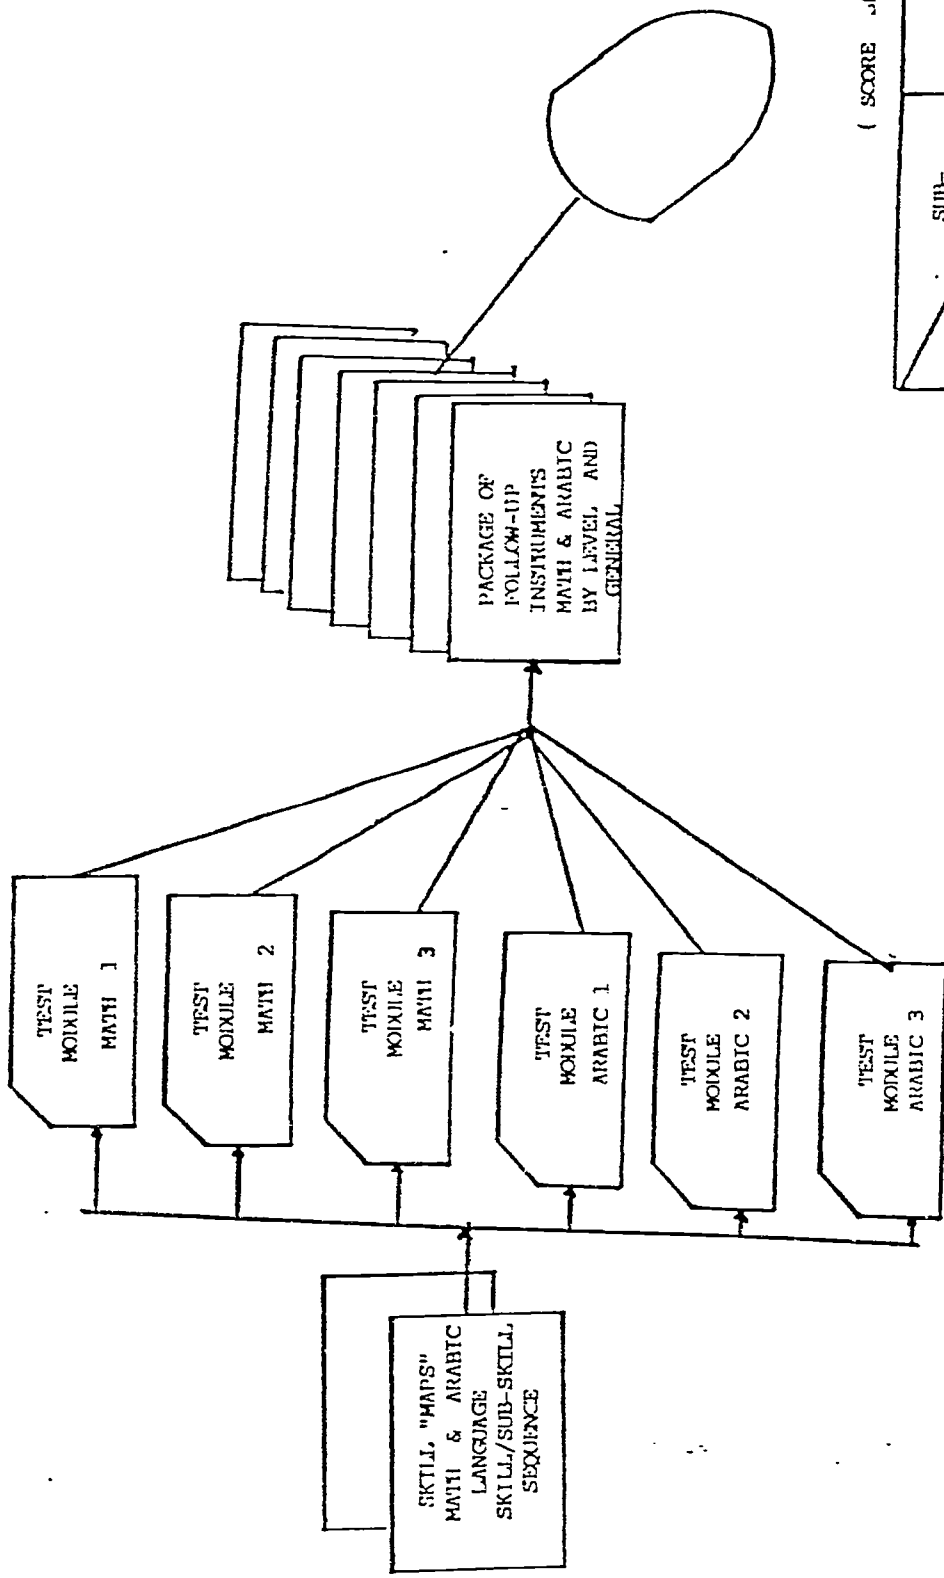 SKILL "MAPS"
MATH & ARABIC
LANGUAGE
SKILL/SUB-SKILL
SEQUENCE
TEST
MODULE
MATH 1
TEST
MODULE
MATH 2
TEST
MODULE
MATH 3
TEST
MODULE
ARABIC 1
TEST
MODULE
ARABIC 2
TEST
MODULE
ARABIC 3
PACKAGE OF
FOLLOW-UP
INSTRUMENTS
MATH & ARABIC
BY LEVEL AND
GENERAL
( SCORE
SUB-